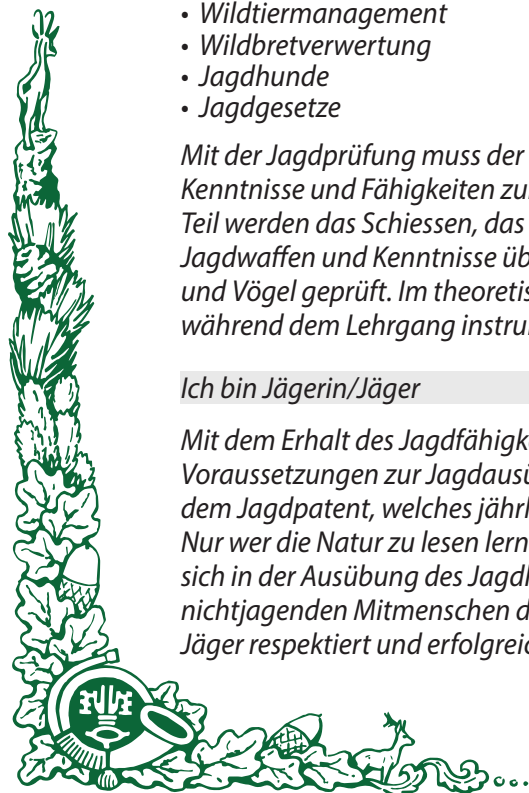 • Wildtiermanagement
• Wildbretverwertung
• Jagdhunde
• Jagdgesetze
Mit der Jagdprüfung muss der
Kenntnisse und Fähigkeiten zu
Teil werden das Schiessen, das
Jagdwaffen und Kenntnisse üb
und Vögel geprüft. Im theoretis
während dem Lehrgang instru
Ich bin Jägerin/Jäger
Mit dem Erhalt des Jagdfähigk
Voraussetzungen zur Jagdausü
dem Jagdpatent, welches jährl
Nur wer die Natur zu lesen lern
sich in der Ausübung des Jagdh
nichtjagenden Mitmenschen d
Jäger respektiert und erfolgreic